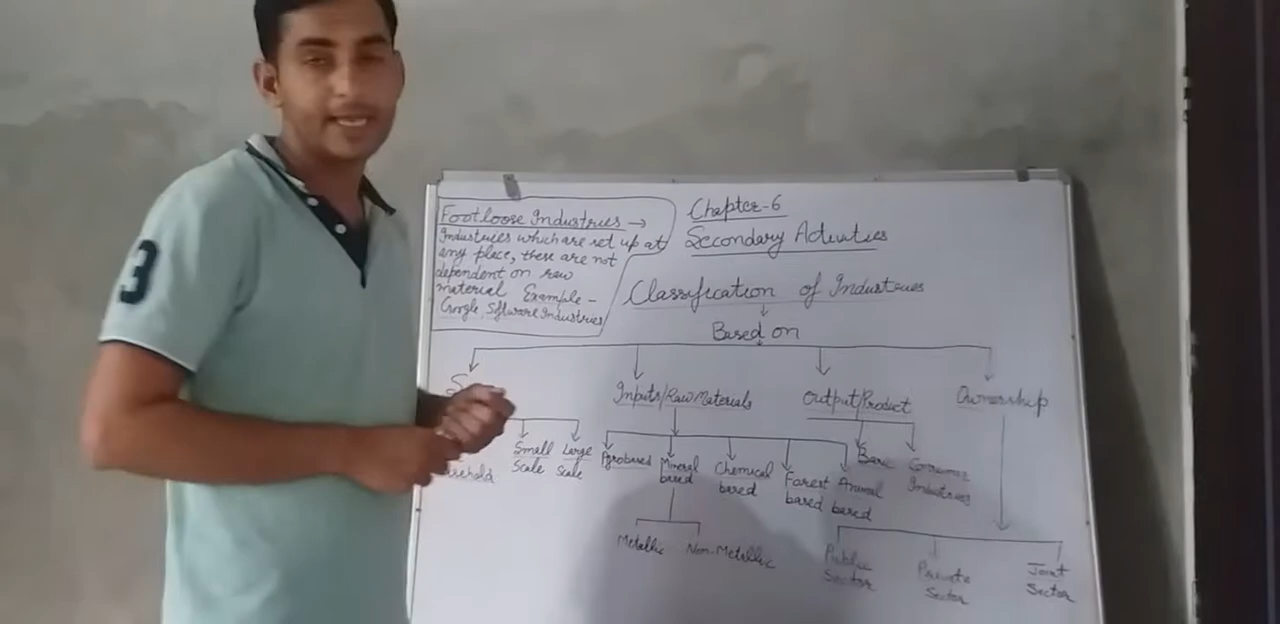 3
Footloose Industries →
Industries which are set up at
any place, these are not
dependent on raw
material Example -
Google, Software Industries
Chapter-6
Secondary Activities
Classification of Industries
Based on
Inputs/Raw Materials
Output/Product
Ownership
Small
Scale
Large
Scale
Agrobased
Mineral
based
Chemical
based
Forest
based
Animal
based
Basic
Consumer
Industries
Metallic
Non-Metallic
Public
Sector
Private
Sector
Joint
Sector